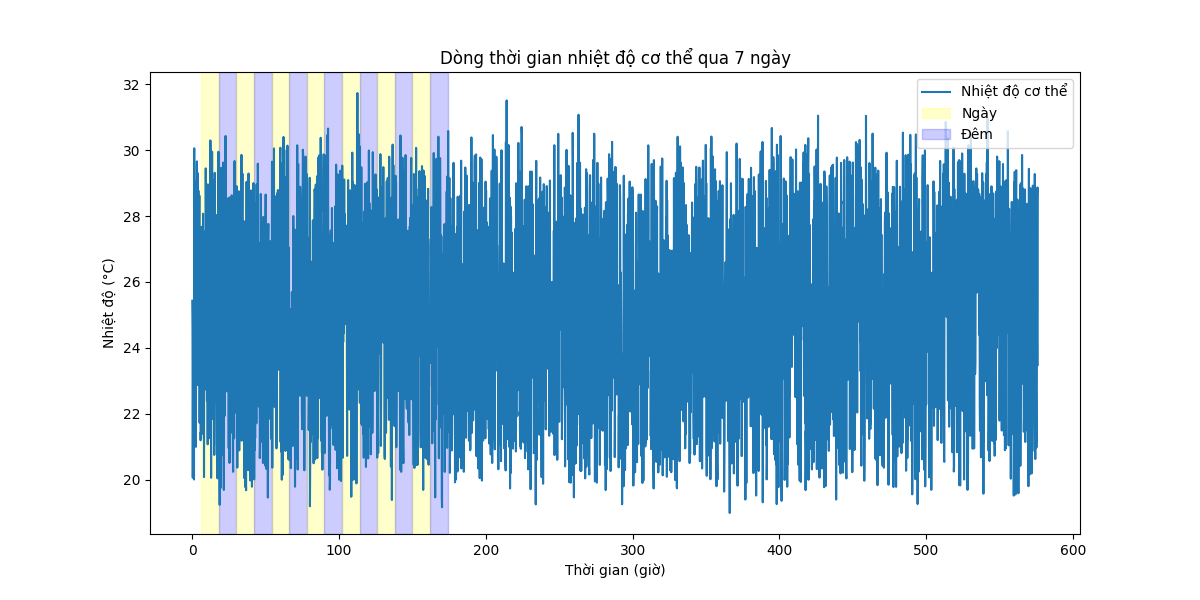 Dòng thời gian nhiệt độ cơ thể qua 7 ngày
Nhiệt độ (°C)
32
30
28
26
24
22
20
Nhiệt độ cơ thể
Ngày
Đêm
0
100
200
300
400
500
600
Thời gian (giờ)